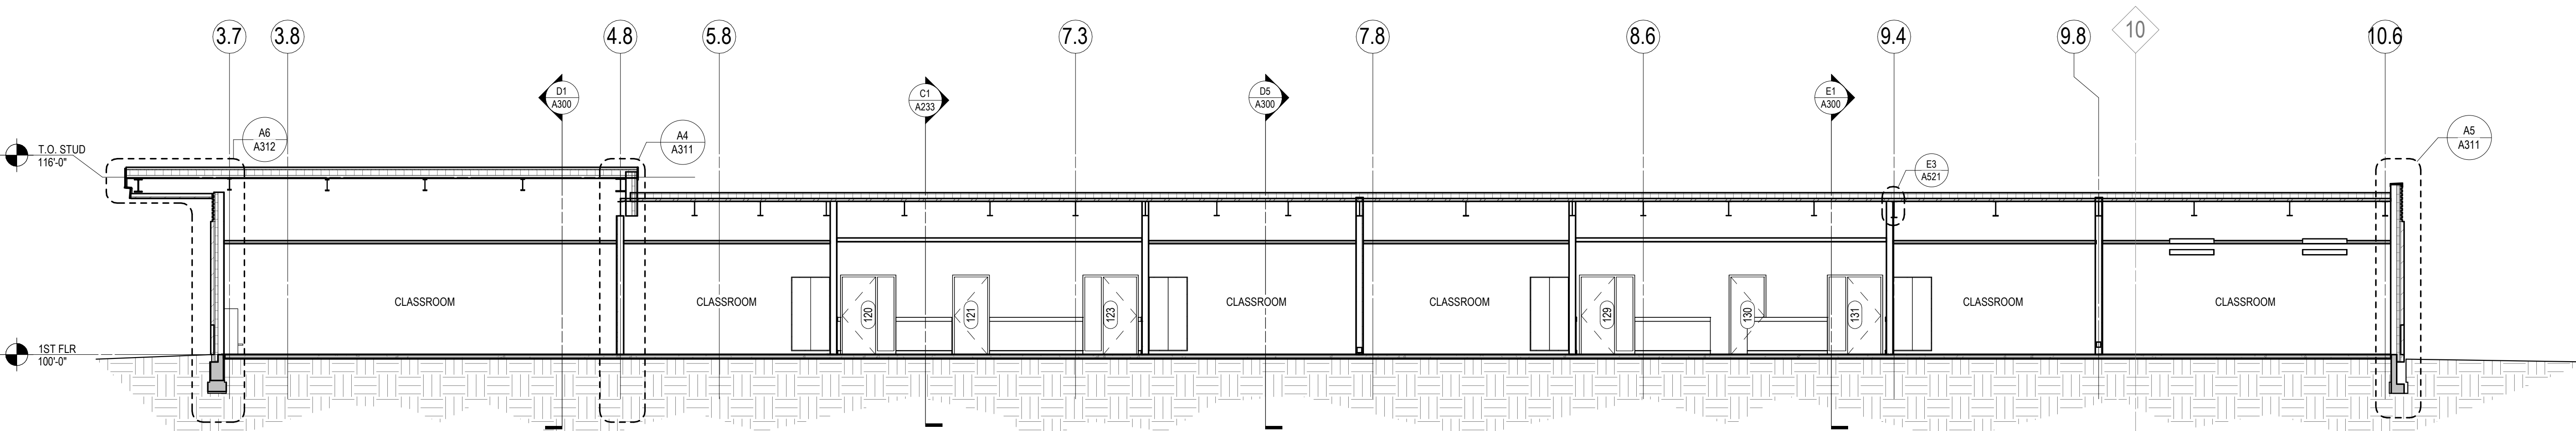 3.7
3.8
4.8
5.8
7.3
7.8
8.6
9.4
9.8
10
10.6
D1
A300
C1
A233
D5
A300
E1
A300
A6
A312
A4
A311
E3
A521
A5
A311
T.O. STUD
116'-0"
CLASSROOM
CLASSROOM
CLASSROOM
CLASSROOM
CLASSROOM
CLASSROOM
120
121
123
129
130
131
1ST FLR
100'-0"